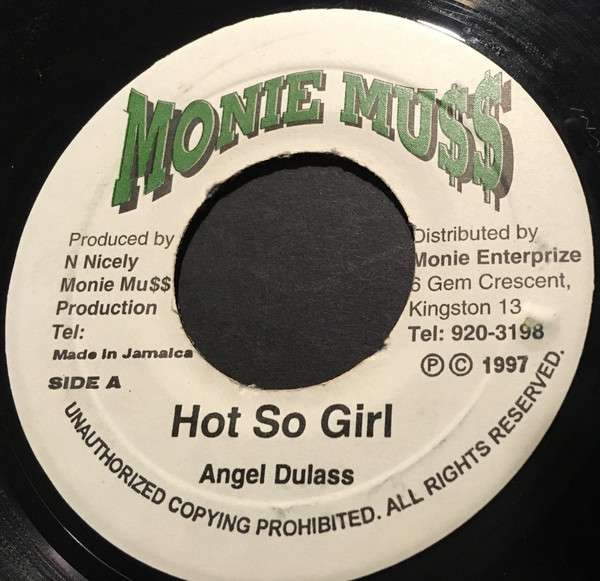 MONIE MU$$
Produced by
N Nicely
Monie Mu$$
Production
Tel:
Made In Jamaica
SIDE A
Distributed by
Monie Enterprize
6 Gem Crescent,
Kingston 13
Tel: 920-3198
Ⓟ © 1997
Hot So Girl
Angel Dulass
UNAUTHORIZED COPYING PROHIBITED. ALL RIGHTS RESERVED.